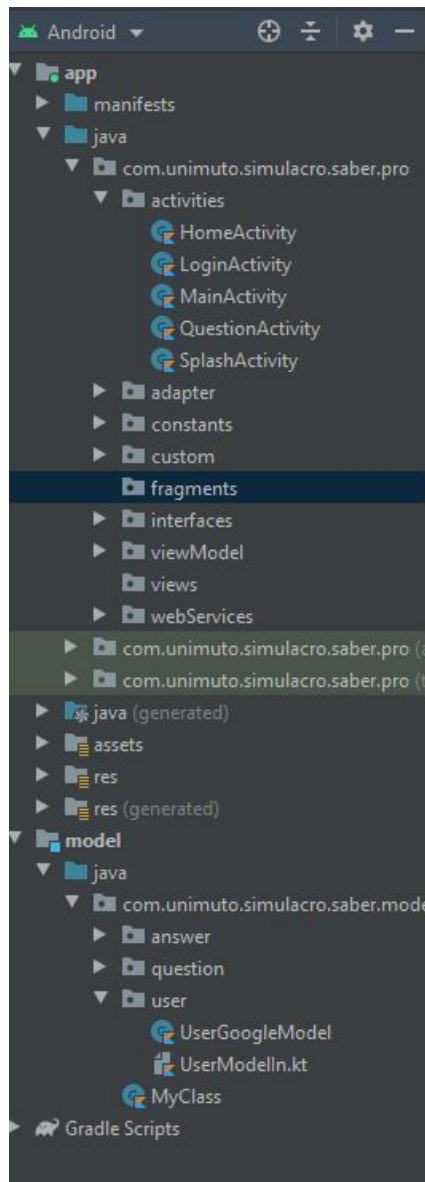 Android
app
manifests
java
com.unimuto.simulacro.saber.pro
activities
HomeActivity
LoginActivity
MainActivity
QuestionActivity
SplashActivity
adapter
constants
custom
fragments
interfaces
viewModel
views
webServices
com.unimuto.simulacro.saber.pro (a
com.unimuto.simulacro.saber.pro (t
java (generated)
assets
res
res (generated)
model
java
com.unimuto.simulacro.saber.mode
answer
question
user
UserGoogleModel
UserModelIn.kt
MyClass
Gradle Scripts